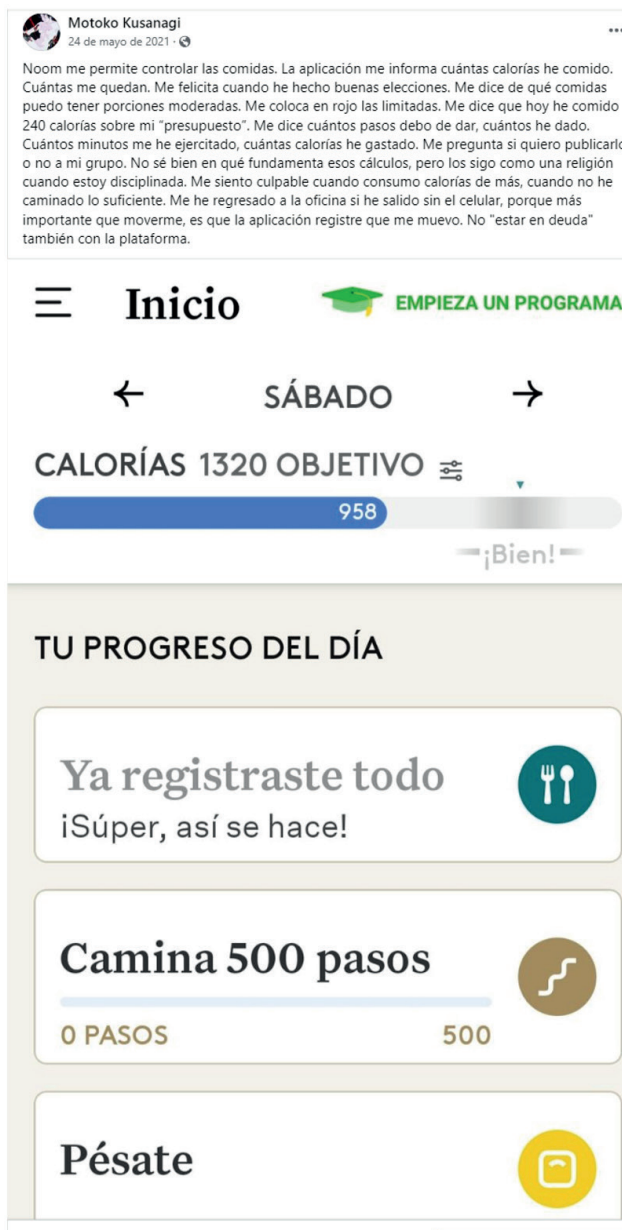 Motoko Kusanagi
24 de mayo de 2021 ·
Noom me permite controlar las comidas. La aplicación me informa cuántas calorías he comido.
Cuántas me quedan. Me felicita cuando he hecho buenas elecciones. Me dice de qué comidas
puedo tener porciones moderadas. Me coloca en rojo las limitadas. Me dice que hoy he comido
240 calorías sobre mi “presupuesto”. Me dice cuántos pasos debo de dar, cuántos he dado.
Cuántos minutos me he ejercitado, cuántas calorías he gastado. Me pregunta si quiero publicarlo
o no a mi grupo. No sé bien en qué fundamenta esos cálculos, pero los sigo como una religión
cuando estoy disciplinada. Me siento culpable cuando consumo calorías de más, cuando no he
caminado lo suficiente. Me he regresado a la oficina si he salido sin el celular, porque más
importante que moverme, es que la aplicación registre que me muevo. No "estar en deuda"
también con la plataforma.
Inicio EMPIEZA UN PROGRAMA
SÁBADO
CALORÍAS 1320 OBJETIVO
958
¡Bien!
TU PROGRESO DEL DÍA
Ya registraste todo
¡Súper, así se hace!
Camina 500 pasos
0 PASOS 500
Pésate